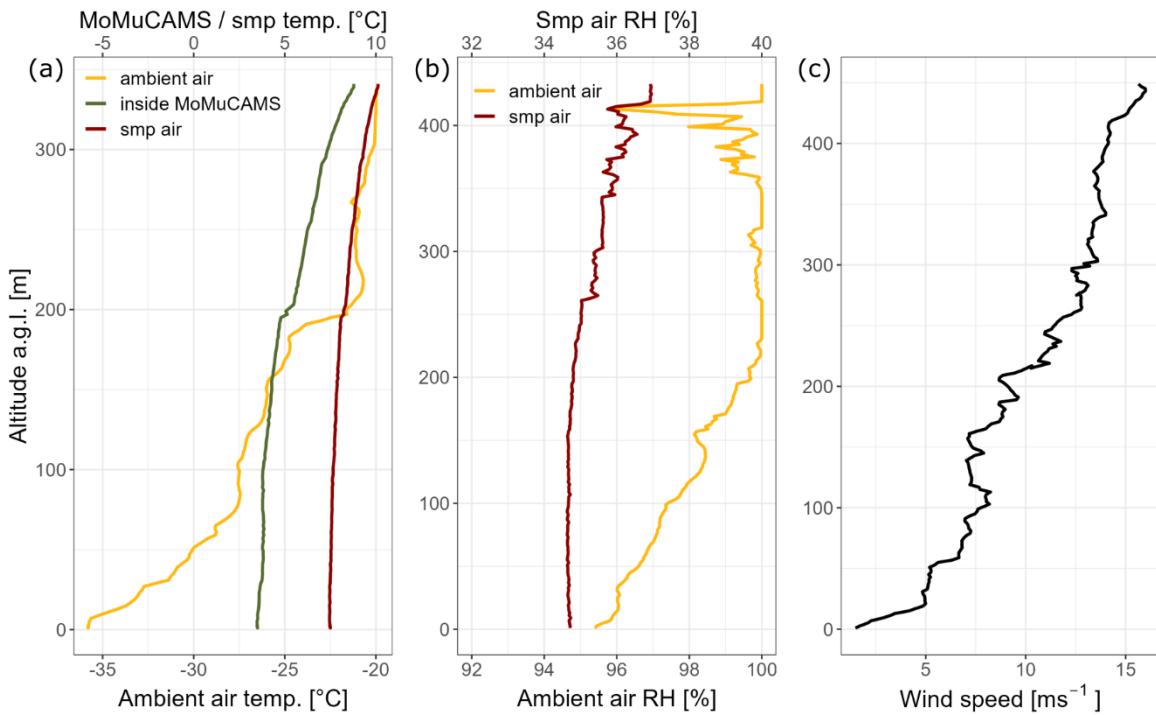 MoMuCAMS / smp temp. [°C]
-5 0 5 10
(a)
ambient air
inside MoMuCAMS
smp air
Altitude a.g.l. [m]
300
200
100
0
-35 -30 -25 -20
Ambient air temp. [°C]
Smp air RH [%]
32 34 36 38 40
(b)
ambient air
smp air
400
300
200
100
0
92 94 96 98 100
Ambient air RH [%]
(c)
400
300
200
100
0
5 10 15
Wind speed [ms⁻¹]